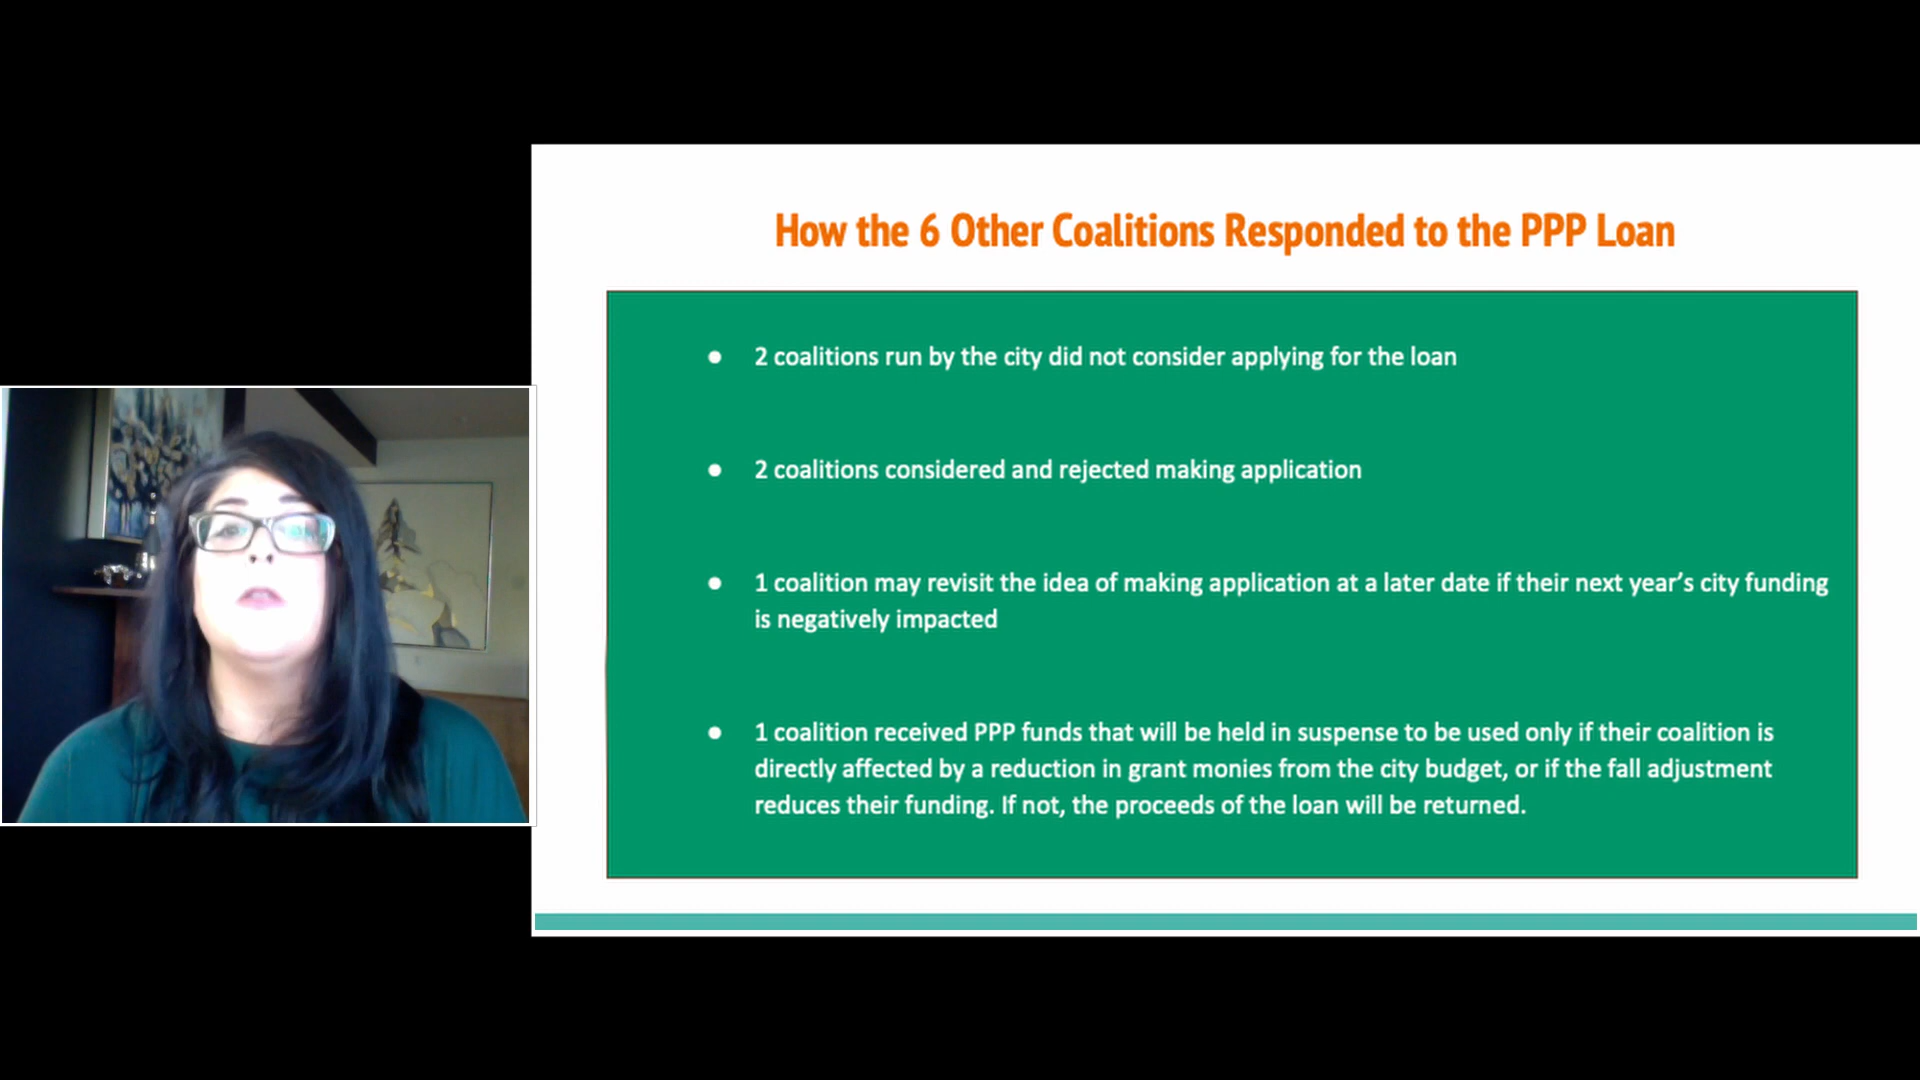 How the 6 Other Coalitions Responded to the PPP Loan
● 2 coalitions run by the city did not consider applying for the loan
● 2 coalitions considered and rejected making application
● 1 coalition may revisit the idea of making application at a later date if their next year’s city funding
is negatively impacted
● 1 coalition received PPP funds that will be held in suspense to be used only if their coalition is
directly affected by a reduction in grant monies from the city budget, or if the fall adjustment
reduces their funding. If not, the proceeds of the loan will be returned.